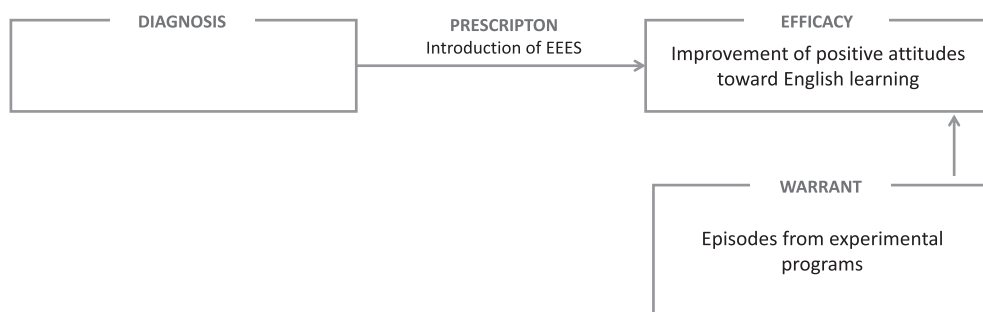 DIAGNOSIS
PRESCRIPTON
Introduction of EEES
EFFICACY
Improvement of positive attitudes
toward English learning
WARRANT
Episodes from experimental
programs